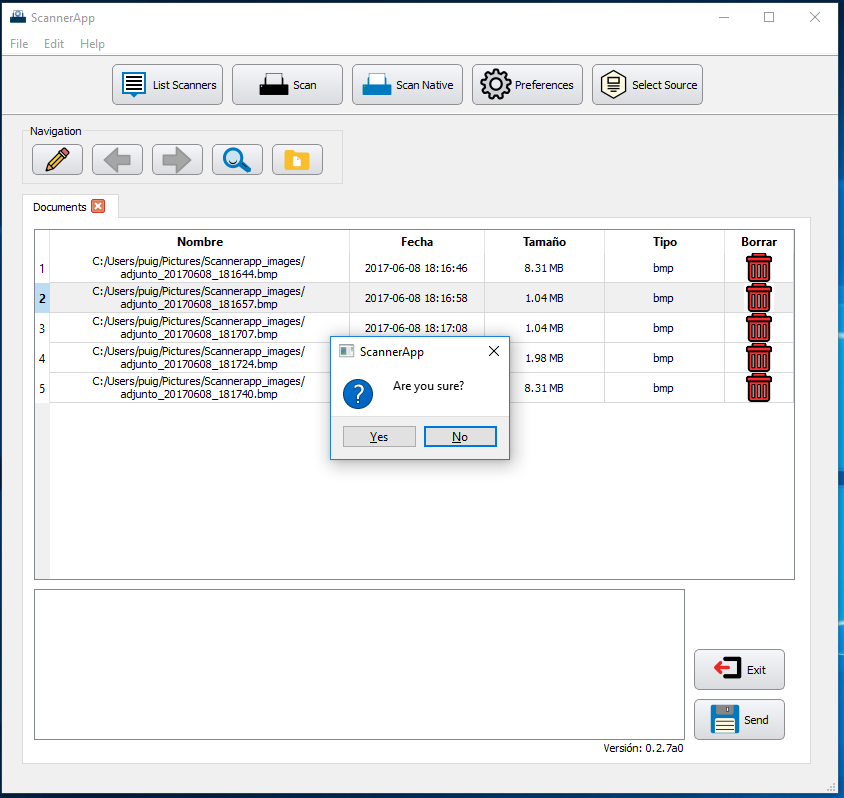 ScannerApp
File Edit Help
List Scanners Scan Scan Native Preferences Select Source
Navigation
Documents
Nombre Fecha Tamaño Tipo Borrar
1 C:/Users/puig/Pictures/Scannerapp_images/ 2017-06-08 18:16:46 8.31 MB bmp
adjunto_20170608_181644.bmp
2 C:/Users/puig/Pictures/Scannerapp_images/ 2017-06-08 18:16:58 1.04 MB bmp
adjunto_20170608_181657.bmp
3 C:/Users/puig/Pictures/Scannerapp_images/ 2017-06-08 18:17:08 1.04 MB bmp
adjunto_20170608_181707.bmp
4 C:/Users/puig/Pictures/Scannerapp_images/ 1.98 MB bmp
adjunto_20170608_181724.bmp
5 C:/Users/puig/Pictures/Scannerapp_images/ 8.31 MB bmp
adjunto_20170608_181740.bmp
ScannerApp
Are you sure?
Yes No
Exit
Send
Versión: 0.2.7a0